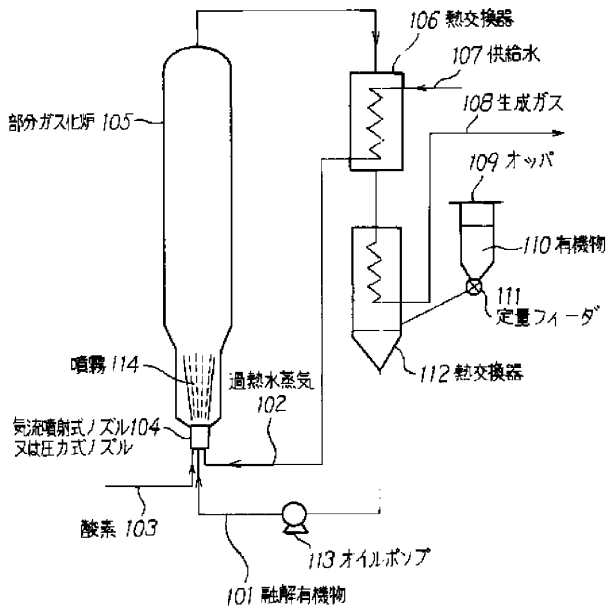 106 熱交換器
107 供給水
108 生成ガス
部分ガス化炉 105
109 オッパ
110 有機物
111
定量フィーダ
112 熱交換器
噴霧 114
過熱水蒸気
102
気流噴射式ノズル 104
又は圧力式ノズル
酸素 103
113 オイルポンプ
101 融解有機物